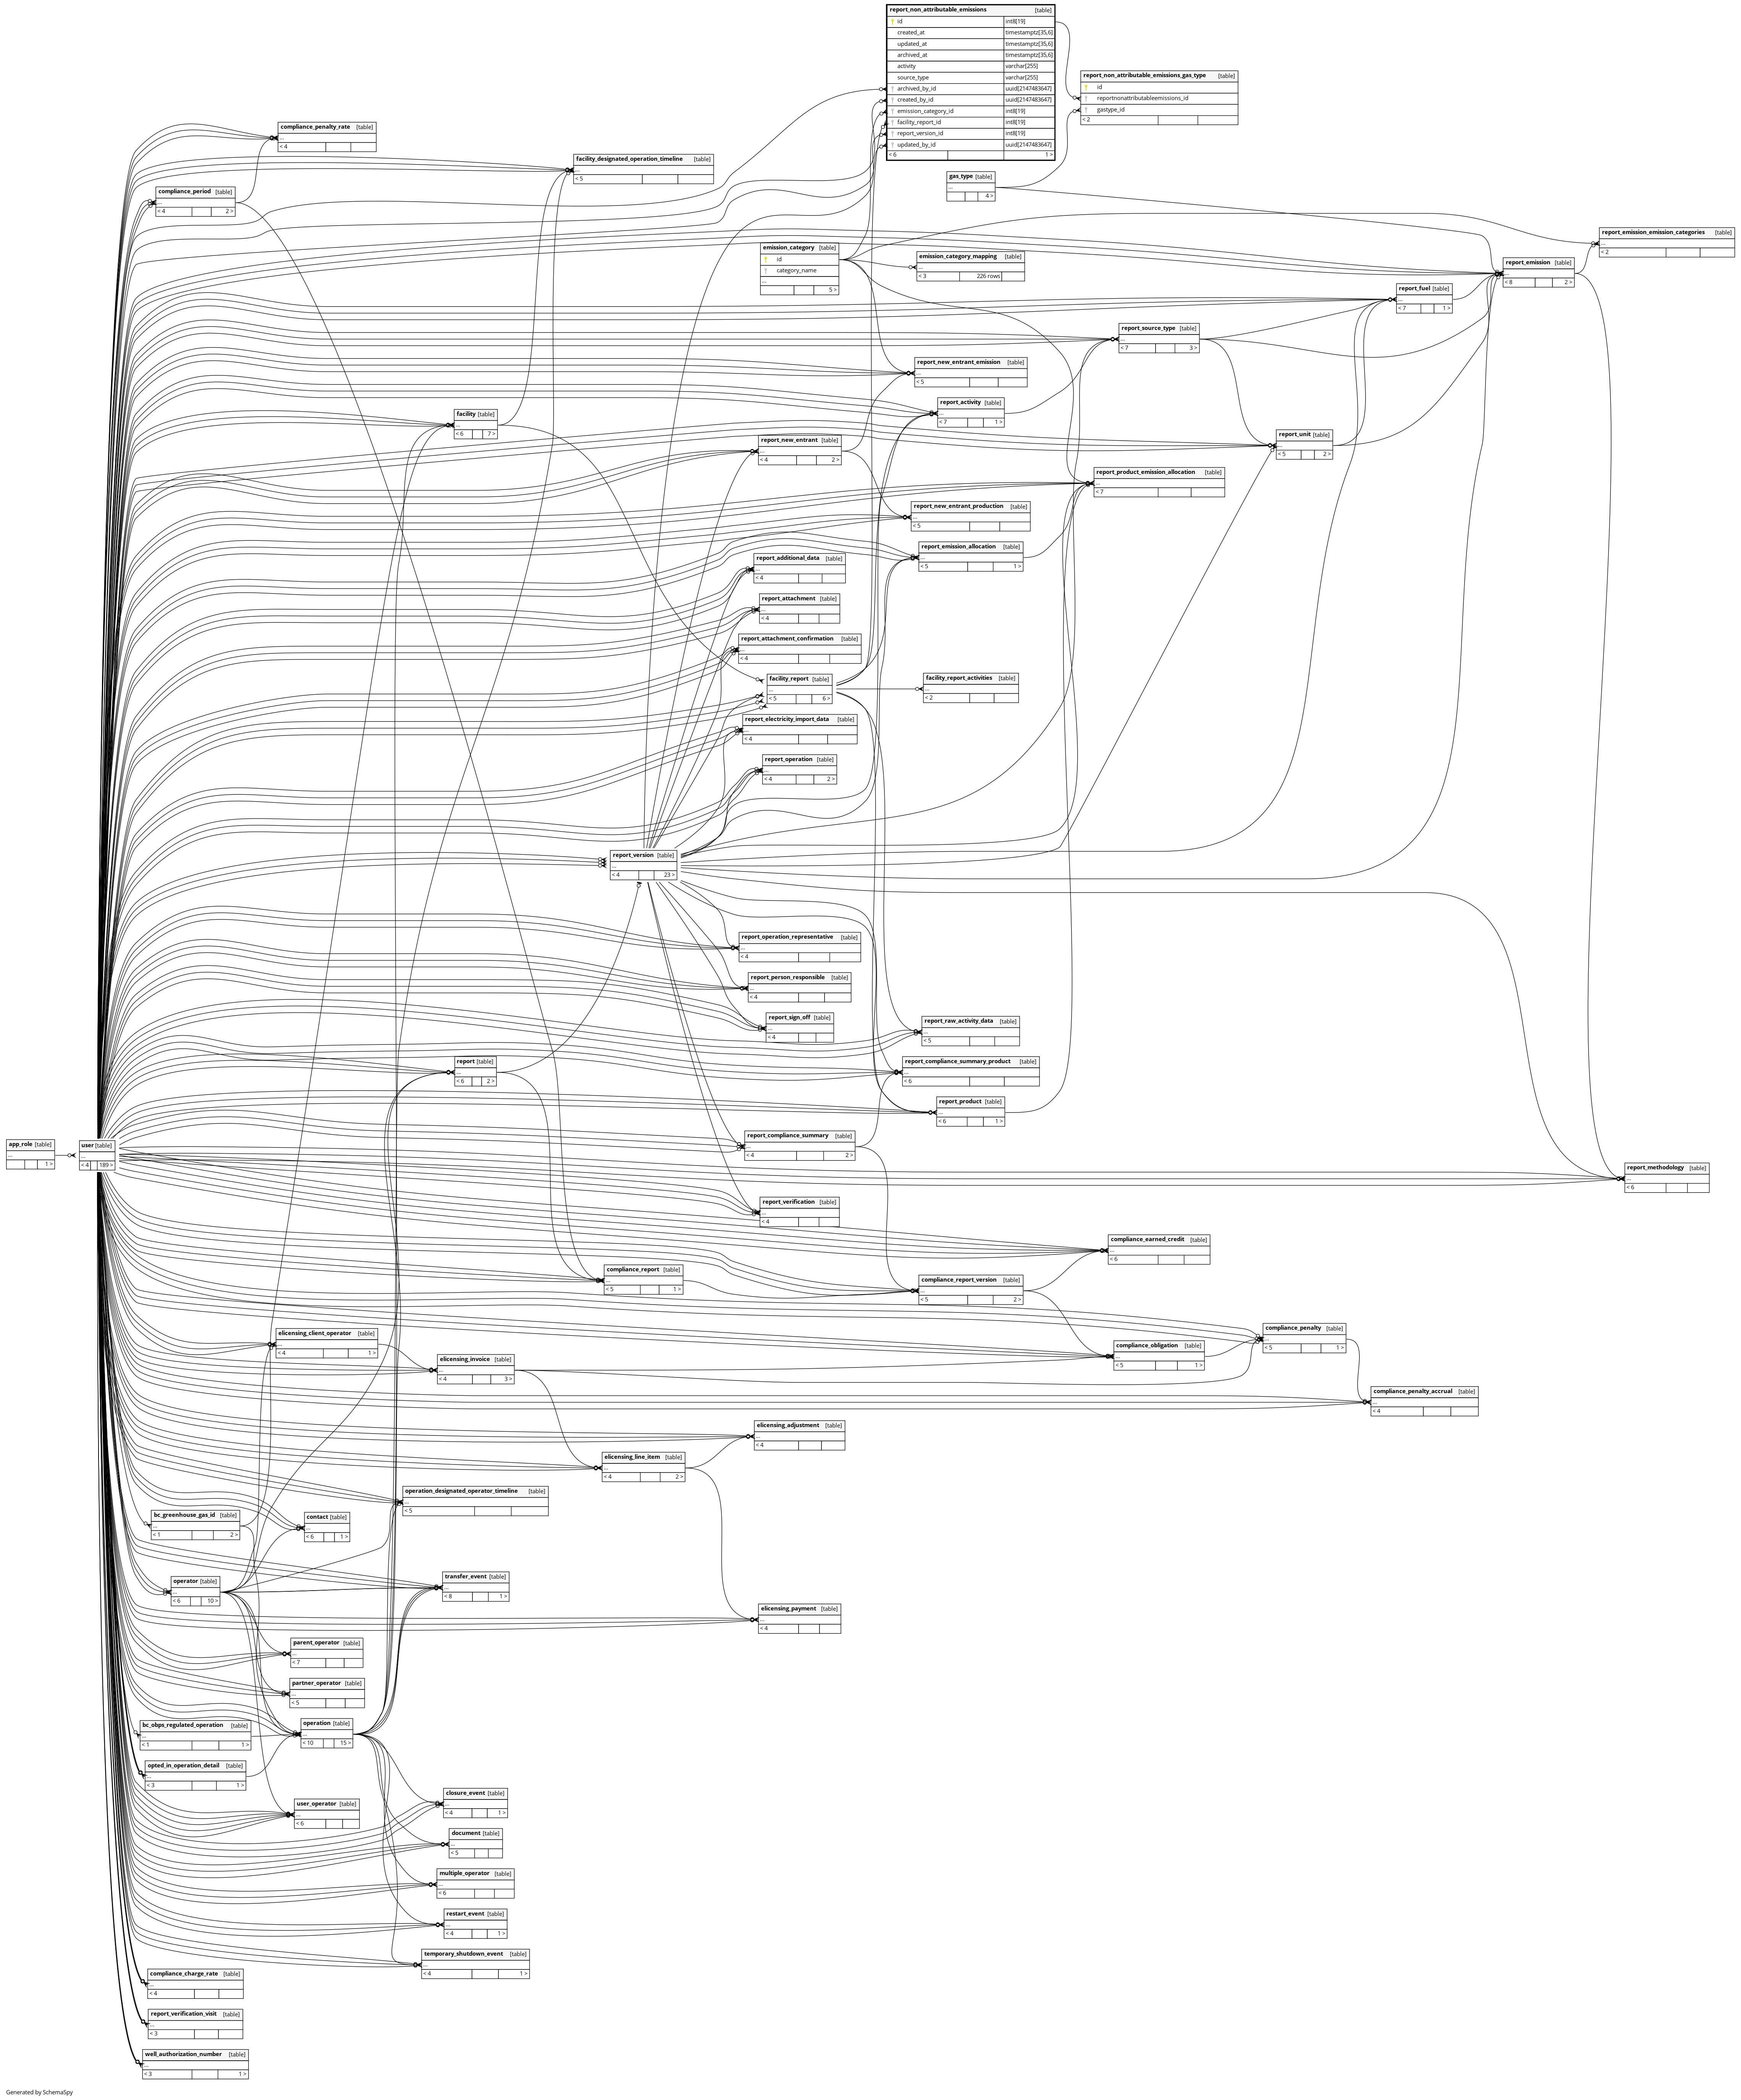 report_non_attributable_emissions [table]
id int8[19]
created_at timestamptz[35,6]
updated_at timestamptz[35,6]
archived_at timestamptz[35,6]
activity varchar[255]
source_type varchar[255]
archived_by_id uuid[2147483647]
created_by_id uuid[2147483647]
emission_category_id int8[19]
facility_report_id int8[19]
report_version_id int8[19]
updated_by_id uuid[2147483647]
< 6 1 >
report_non_attributable_emissions_gas_type [table]
id
reportnonattributableemissions_id
gastype_id
< 2
compliance_penalty_rate [table]
...
< 4
facility_designated_operation_timeline [table]
...
< 5
gas_type [table]
...
4 >
compliance_period [table]
...
< 4 2 >
report_emission_emission_categories [table]
...
< 2
emission_category [table]
id
category_name
...
5 >
emission_category_mapping [table]
...
< 3 226 rows
report_emission [table]
...
< 8 2 >
report_fuel [table]
...
< 7 1 >
report_source_type [table]
...
< 7 3 >
report_new_entrant_emission [table]
...
< 5
report_activity [table]
...
< 7 1 >
facility [table]
...
< 6 7 >
report_unit [table]
...
< 5 2 >
report_new_entrant [table]
...
< 4 2 >
report_product_emission_allocation [table]
...
< 7
report_new_entrant_production [table]
...
< 5
report_emission_allocation [table]
...
< 5 1 >
report_additional_data [table]
...
< 4
report_attachment [table]
...
< 4
report_attachment_confirmation [table]
...
< 4
facility_report [table]
...
< 5 6 >
facility_report_activities [table]
...
< 2
report_electricity_import_data [table]
...
< 4
report_operation [table]
...
< 4 2 >
report_version [table]
...
< 4 23 >
report_operation_representative [table]
...
< 4
report_person_responsible [table]
...
< 4
report_sign_off [table]
...
< 4
report_raw_activity_data [table]
...
< 5
report [table]
...
< 6 2 >
report_compliance_summary_product [table]
...
< 6
report_product [table]
...
< 6 1 >
app_role [table]
...
1 >
user [table]
...
< 4 189 >
report_compliance_summary [table]
...
< 4 2 >
report_methodology [table]
...
< 6
report_verification [table]
...
< 4
compliance_earned_credit [table]
...
< 6
compliance_report [table]
...
< 5 1 >
compliance_report_version [table]
...
< 5 2 >
compliance_penalty [table]
...
< 5 1 >
elicensing_client_operator [table]
...
< 4 1 >
compliance_obligation [table]
...
< 5 1 >
elicensing_invoice [table]
...
< 4 3 >
compliance_penalty_accrual [table]
...
< 4
elicensing_adjustment [table]
...
< 4
elicensing_line_item [table]
...
< 4 2 >
operation_designated_operator_timeline [table]
...
< 5
bc_greenhouse_gas_id [table]
...
< 1 2 >
contact [table]
...
< 6 1 >
operator [table]
...
< 6 10 >
transfer_event [table]
...
< 8 1 >
elicensing_payment [table]
...
< 4
parent_operator [table]
...
< 7
partner_operator [table]
...
< 5
bc_obps_regulated_operation [table]
...
< 1 1 >
operation [table]
...
< 10 15 >
opted_in_operation_detail [table]
...
< 3 1 >
user_operator [table]
...
< 6
closure_event [table]
...
< 4 1 >
document [table]
...
< 5
multiple_operator [table]
...
< 6
restart_event [table]
...
< 4 1 >
temporary_shutdown_event [table]
...
< 4 1 >
compliance_charge_rate [table]
...
< 4
report_verification_visit [table]
...
< 3
well_authorization_number [table]
...
< 3 1 >
Generated by SchemaSpy